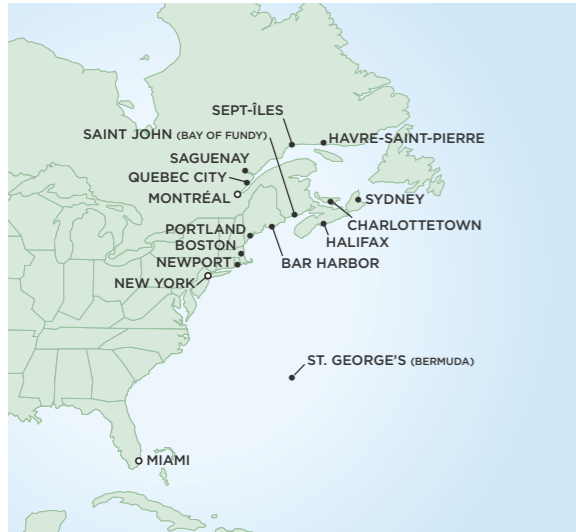 SEPT-ÎLES
SAINT JOHN (BAY OF FUNDY)
HAVRE-SAINT-PIERRE
SAGUENAY
QUEBEC CITY
MONTRÉAL
SYDNEY
CHARLOTTETOWN
PORTLAND
HALIFAX
BOSTON
NEWPORT
BAR HARBOR
NEW YORK
ST. GEORGE'S (BERMUDA)
MIAMI